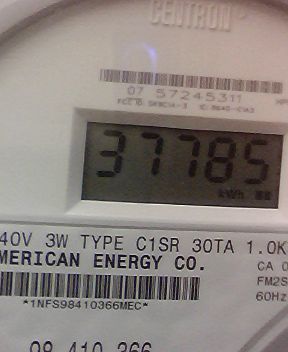 CENTRON®
07 57245311
37785
kWh
40V 3W TYPE C1SR 30TA 1.0K
MERICAN ENERGY CO.
CA 0
FM2S
60Hz
*1NFS98410366MEC*
98 410 366